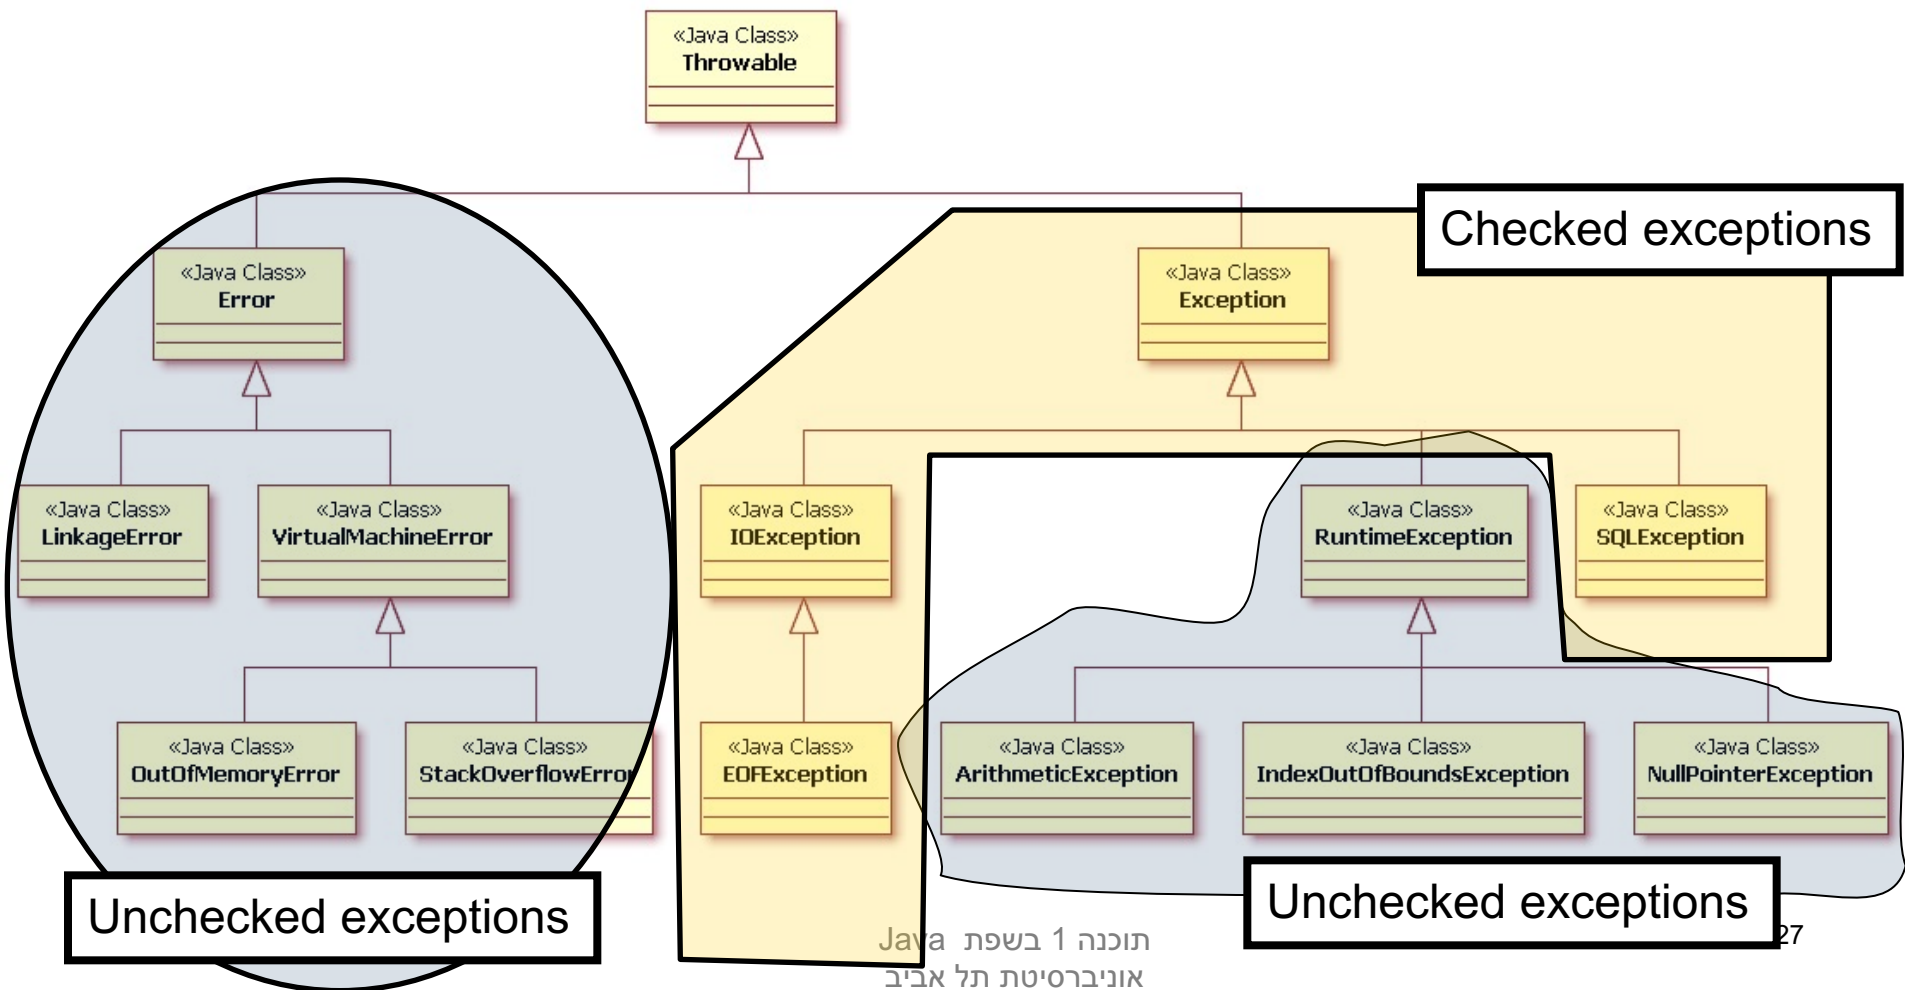 «Java Class»
Throwable
Checked exceptions
«Java Class»
Error
«Java Class»
Exception
«Java Class»
LinkageError
«Java Class»
VirtualMachineError
«Java Class»
IOException
«Java Class»
RuntimeException
«Java Class»
SQLException
«Java Class»
OutOfMemoryError
«Java Class»
StackOverflowError
«Java Class»
EOFException
«Java Class»
ArithmeticException
«Java Class»
IndexOutOfBoundsException
«Java Class»
NullPointerException
Unchecked exceptions
Unchecked exceptions
תוכנה 1 בשפת Java
אוניברסיטת תל אביב
27